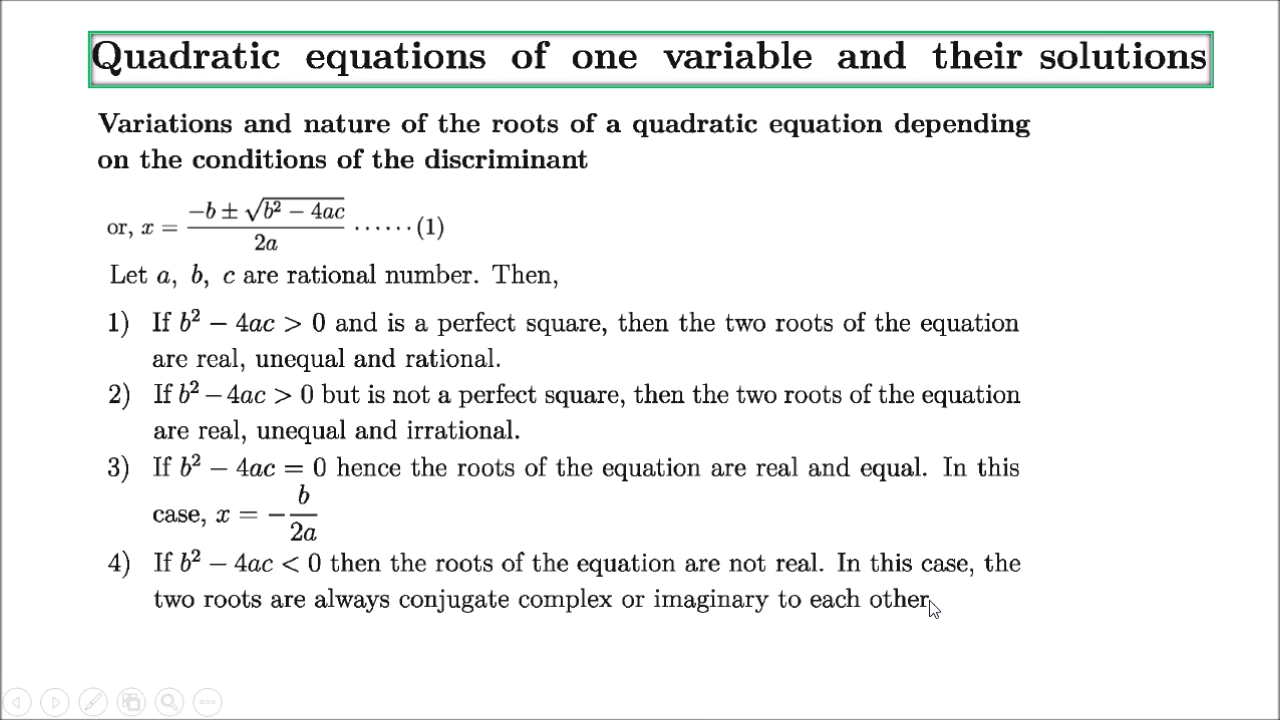 Quadratic equations of one variable and their solutions
Variations and nature of the roots of a quadratic equation depending
on the conditions of the discriminant
or, x = \frac{-b ± \sqrt{b² − 4ac}}{2a} ······(1)
Let a, b, c are rational number. Then,
1) If b² − 4ac > 0 and is a perfect square, then the two roots of the equation
are real, unequal and rational.
2) If b² − 4ac > 0 but is not a perfect square, then the two roots of the equation
are real, unequal and irrational.
3) If b² − 4ac = 0 hence the roots of the equation are real and equal. In this
case, x = −\frac{b}{2a}
4) If b² − 4ac < 0 then the roots of the equation are not real. In this case, the
two roots are always conjugate complex or imaginary to each other.